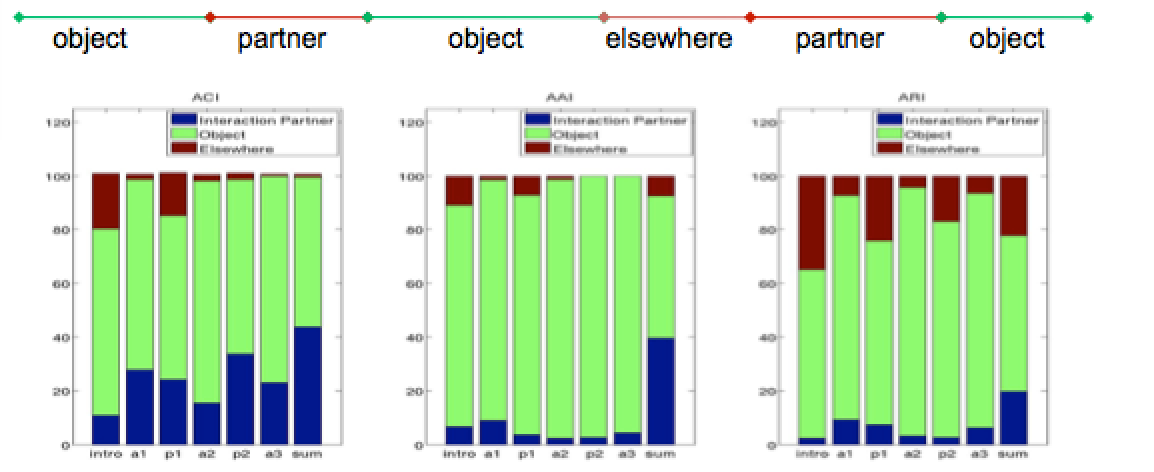 object partner object elsewhere partner object
ACI
Interaction Partner
Object
Elsewhere
120
100
80
60
40
20
0
intro a1 p1 a2 p2 a3 sum
AAI
Interaction Partner
Object
Elsewhere
120
100
80
60
40
20
0
intro a1 p1 a2 p2 a3 sum
ARI
Interaction Partner
Object
Elsewhere
120
100
80
60
40
20
0
intro a1 p1 a2 p2 a3 sum